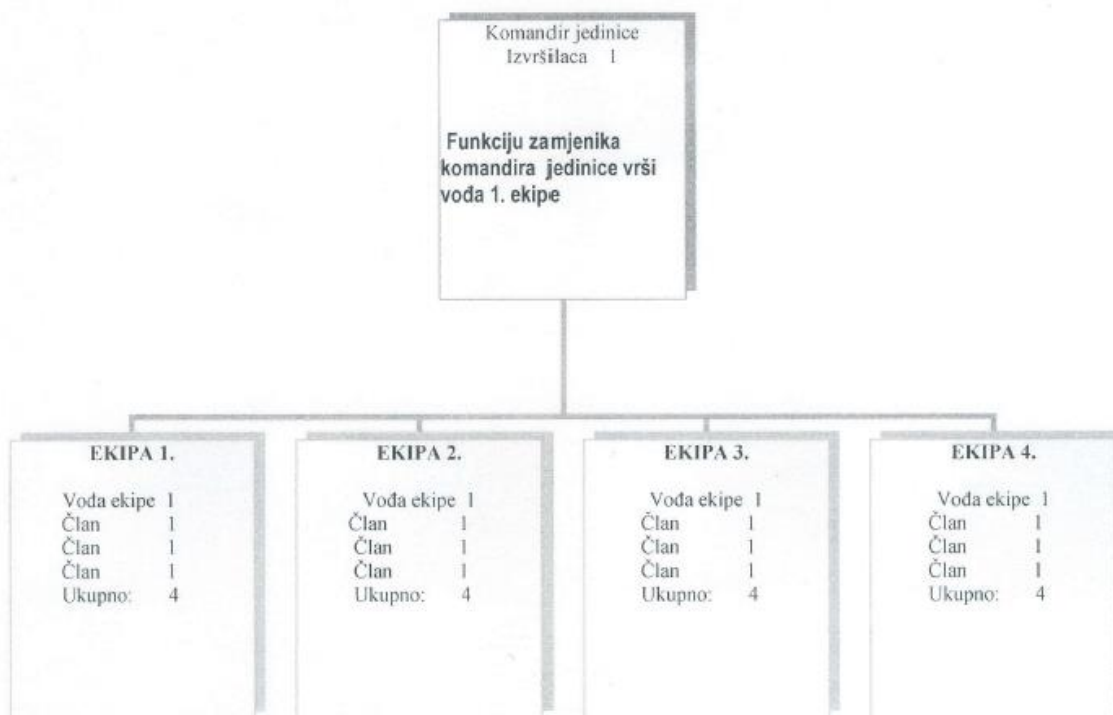 Komandir jedinice
Izvršilaca 1
Funkciju zamjenika
komandira jedinice vrši
vođa 1. ekipe
EKIPA 1.
Vođa ekipe 1
Član 1
Član 1
Član 1
Ukupno: 4
EKIPA 2.
Vođa ekipe 1
Član 1
Član 1
Član 1
Ukupno: 4
EKIPA 3.
Vođa ekipe 1
Član 1
Član 1
Član 1
Ukupno: 4
EKIPA 4.
Vođa ekipe 1
Član 1
Član 1
Član 1
Ukupno: 4